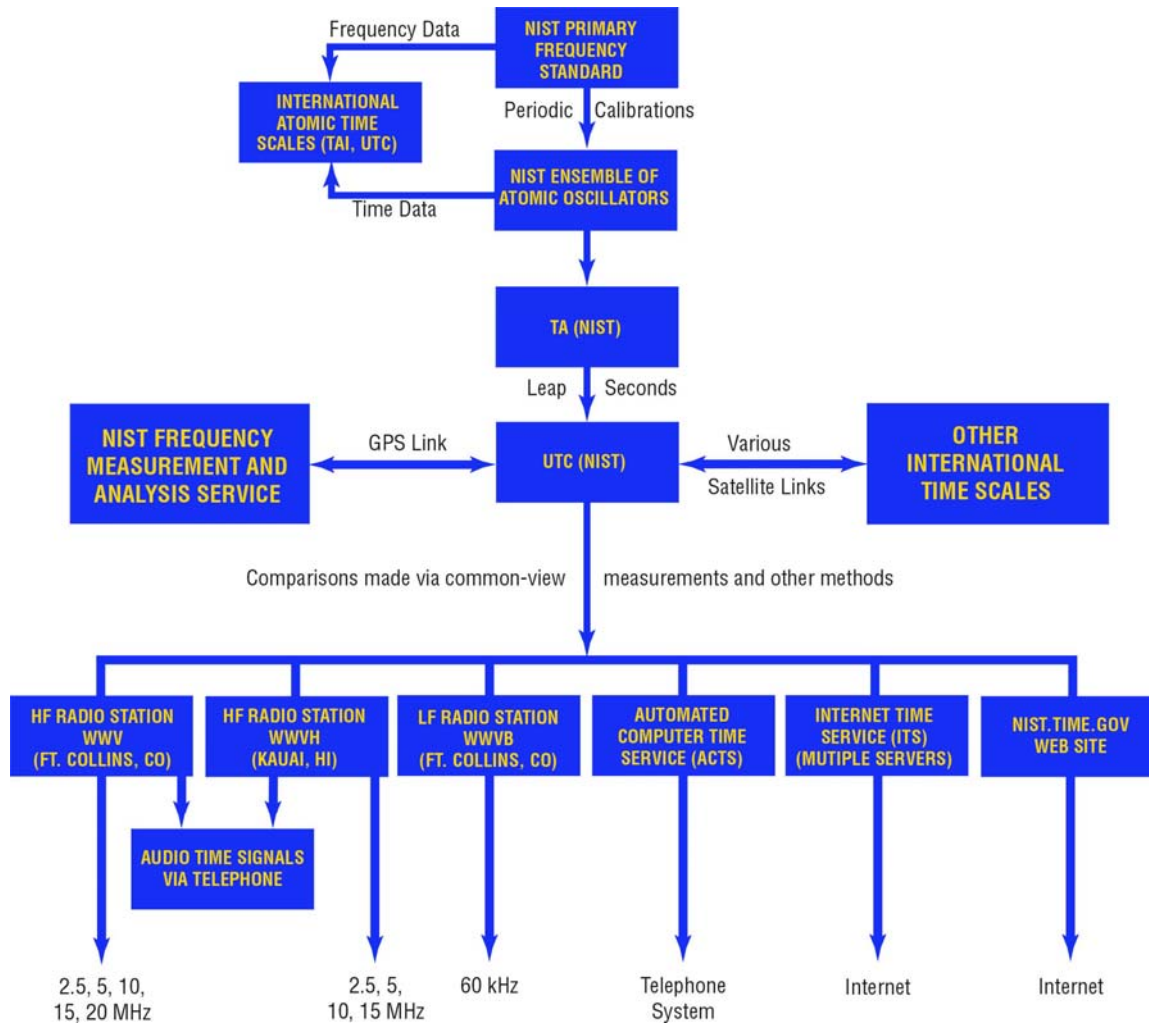 Frequency Data
NIST PRIMARY
FREQUENCY
STANDARD
INTERNATIONAL
ATOMIC TIME
SCALES (TAI, UTC)
Periodic Calibrations
NIST ENSEMBLE OF
ATOMIC OSCILLATORS
Time Data
TA (NIST)
Leap Seconds
NIST FREQUENCY
MEASUREMENT AND
ANALYSIS SERVICE
GPS Link
UTC (NIST)
Various
Satellite Links
OTHER
INTERNATIONAL
TIME SCALES
Comparisons made via common-view measurements and other methods
HF RADIO STATION
WWV
(FT. COLLINS, CO)
HF RADIO STATION
WWVH
(KAUAI, HI)
LF RADIO STATION
WWVB
(FT. COLLINS, CO)
AUTOMATED
COMPUTER TIME
SERVICE (ACTS)
INTERNET TIME
SERVICE (ITS)
(MUTIPLE SERVERS)
NIST.TIME.GOV
WEB SITE
AUDIO TIME SIGNALS
VIA TELEPHONE
2.5, 5, 10,
15, 20 MHz
2.5, 5,
10, 15 MHz
60 kHz
Telephone
System
Internet
Internet